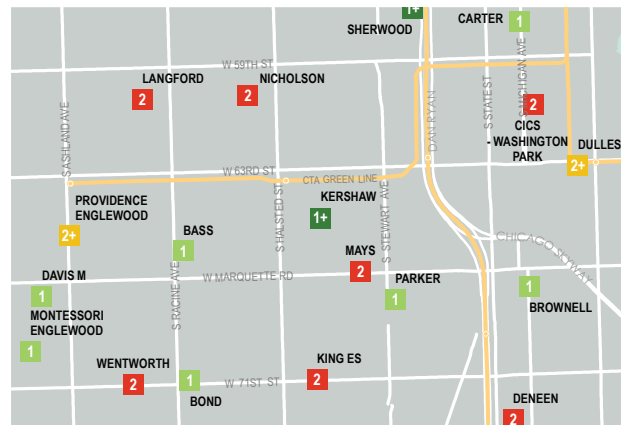 1+
SHERWOOD
CARTER
1
W 59TH ST
LANGFORD
2
NICHOLSON
2
S ASHLAND AVE
DAN RYAN
S STATE ST
S MICHIGAN AVE
2
CICS
- WASHINGTON
PARK
DULLES
2+
W 63RD ST
CTA GREEN LINE
PROVIDENCE
ENGLEWOOD
2+
BASS
1
S HALSTED ST
KERSHAW
1+
S STEWART AVE
CHICAGO SKYWAY
MAYS
2
DAVIS M
1
S RACINE AVE
W MARQUETTE RD
PARKER
1
1
BROWNELL
MONTESSORI
ENGLEWOOD
1
WENTWORTH
2
1
BOND
W 71ST ST
KING ES
2
DENEEN
2